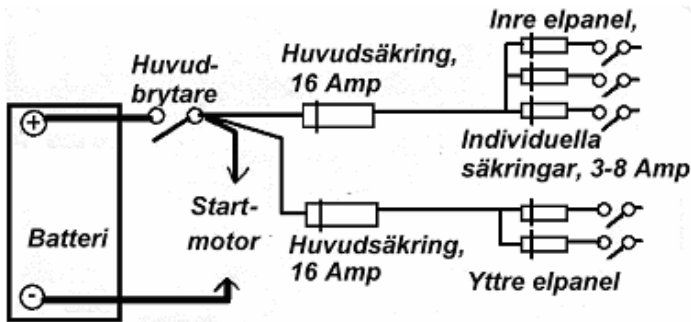 Inre elpanel,
Huvudsäkring,
16 Amp
Huvud-
brytare
+
Individuella
säkringar, 3-8 Amp
Start-
motor
Batteri
Huvudsäkring,
16 Amp
Yttre elpanel
-